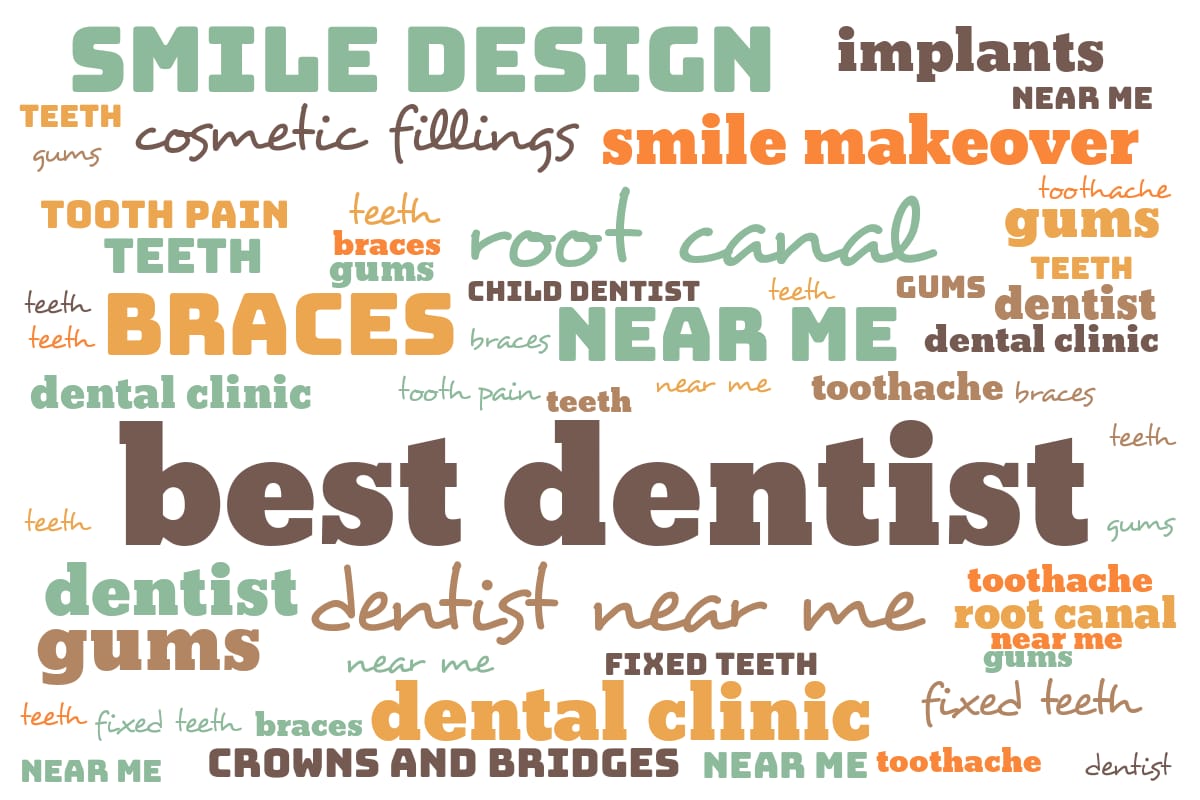 SMILE DESIGN
implants
NEAR ME
TEETH
cosmetic fillings
smile makeover
gums
toothache
TOOTH PAIN
teeth
root canal
gums
TEETH
braces
gums
TEETH
CHILD DENTIST
teeth
GUMS
dentist
teeth
BRACES
NEAR ME
teeth
braces
dental clinic
dental clinic
tooth pain
teeth
near me
toothache
braces
best dentist
teeth
teeth
gums
dentist
dentist near me
toothache
root canal
gums
near me
near me
FIXED TEETH
gums
teeth
fixed teeth
braces
dental clinic
fixed teeth
NEAR ME
CROWNS AND BRIDGES
NEAR ME
toothache
dentist